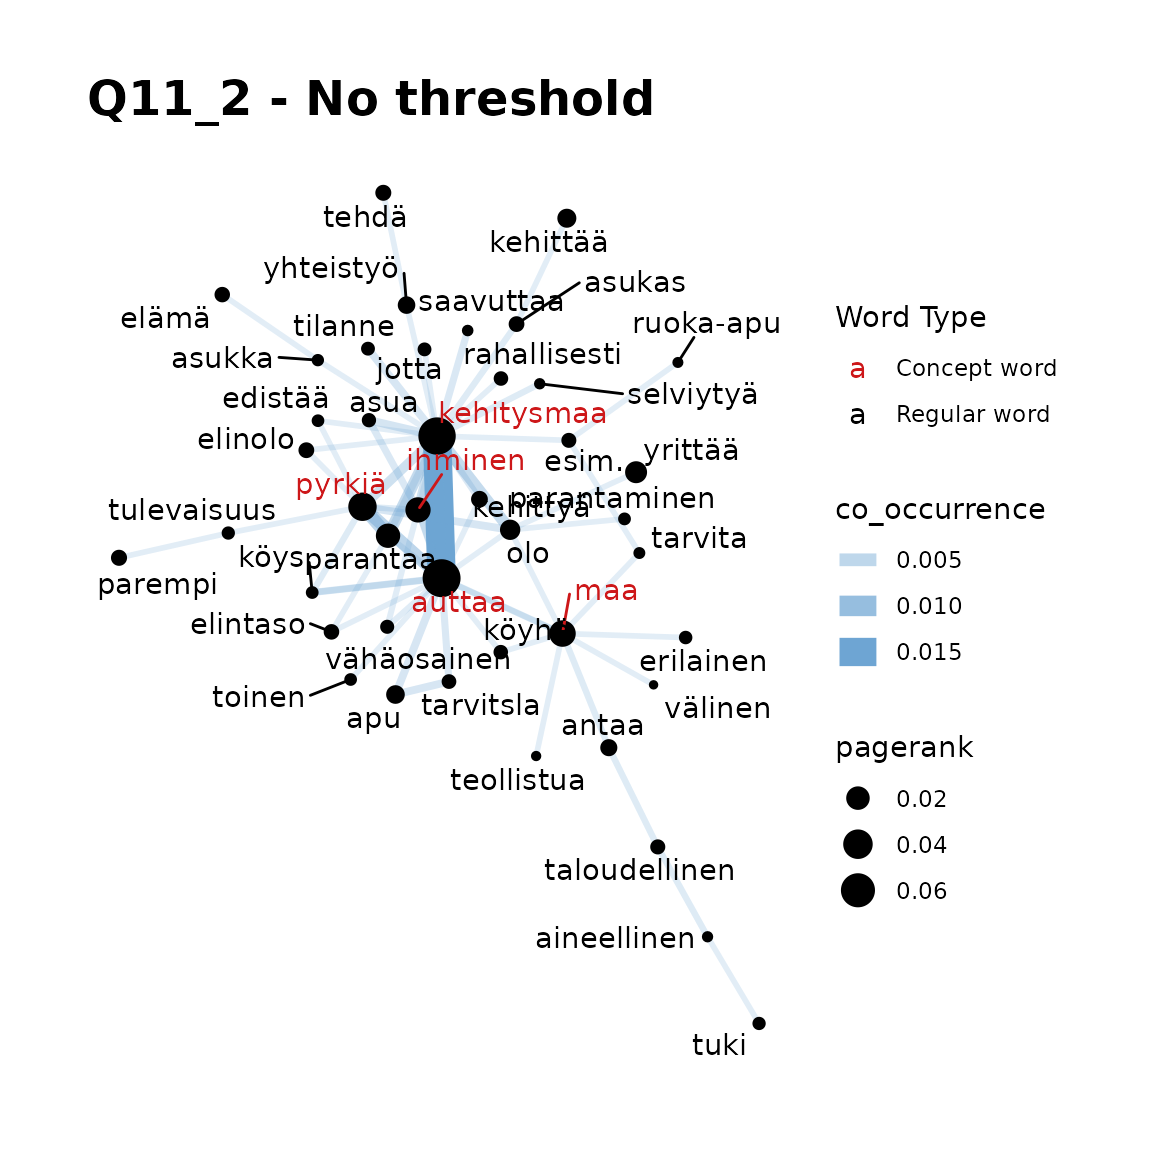 Q11_2 - No threshold
tehdä
kehittää
yhteistyö
asukas
saavuttaa
elämä
ruoka-apu
tilanne
asukka
rahallisesti
jotta
selviytyä
edistää
asua
kehitysmaa
elinolo
yrittää
ihminen
esim.
pyrkiä
parantaminen
kehittyä
tulevaisuus
tarvita
olo
köys
parantaa
parempi
maa
auttaa
elintaso
köyhä
vähäosainen
erilainen
toinen
tarvitsla
välinen
apu
antaa
teollistua
taloudellinen
aineellinen
tuki
Word Type
a Concept word
a Regular word
co_occurrence
0.005
0.010
0.015
pagerank
0.02
0.04
0.06